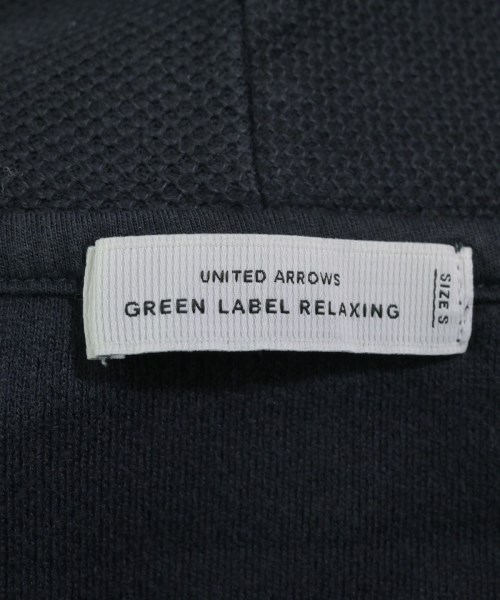 UNITED ARROWS
GREEN LABEL RELAXING
SIZE S